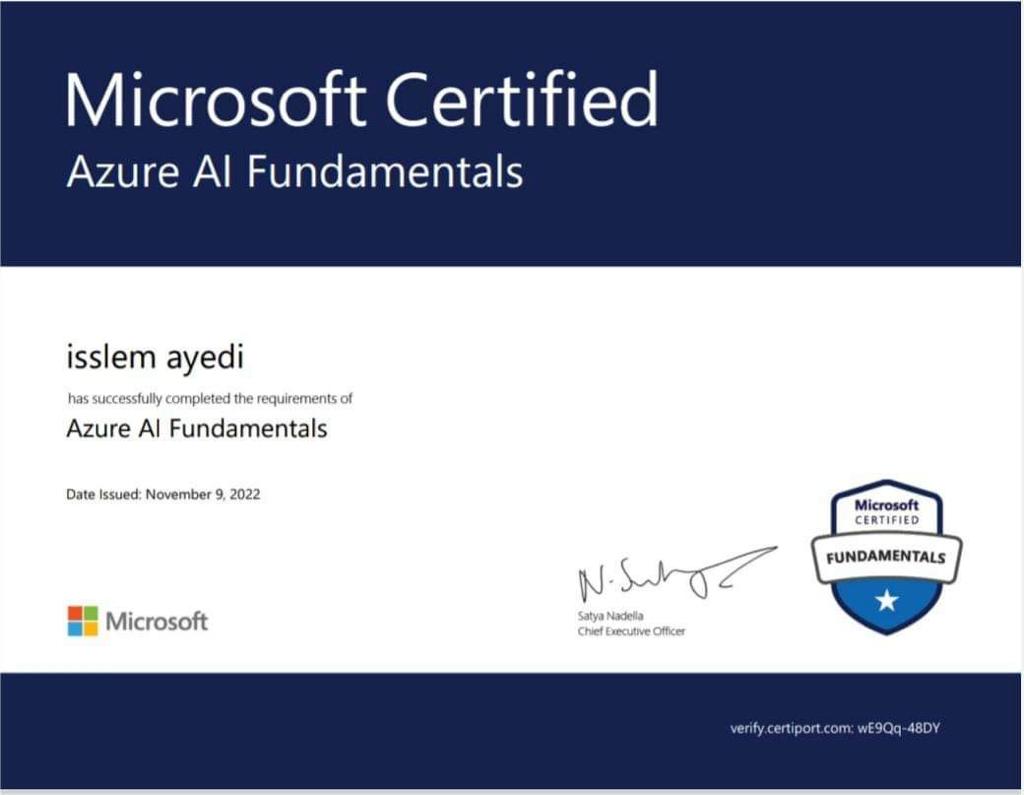 Microsoft Certified
Azure AI Fundamentals
isslem ayedi
has successfully completed the requirements of
Azure AI Fundamentals
Date Issued: November 9, 2022
Microsoft
CERTIFIED
FUNDAMENTALS
N. Satya
Satya Nadella
Chief Executive Officer
Microsoft
verify.certiport.com: wE9Qq-48DY